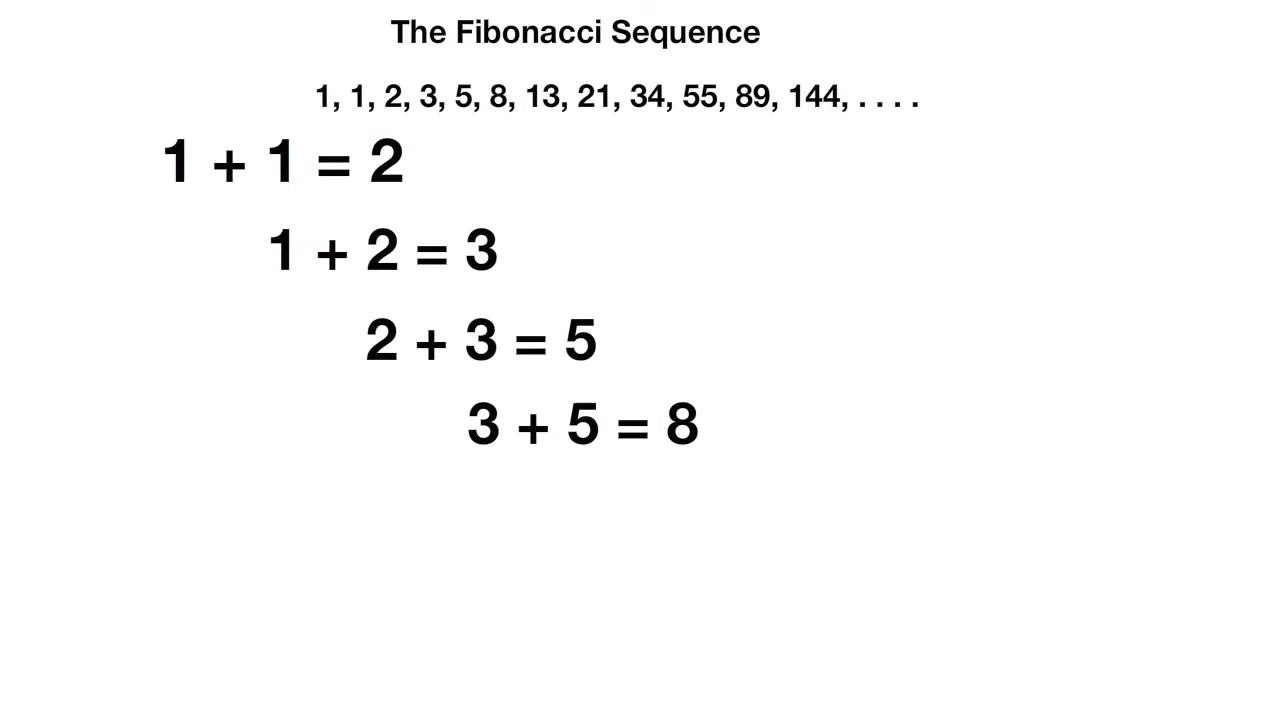 The Fibonacci Sequence
1, 1, 2, 3, 5, 8, 13, 21, 34, 55, 89, 144, . . . .
1 + 1 = 2
1 + 2 = 3
2 + 3 = 5
3 + 5 = 8